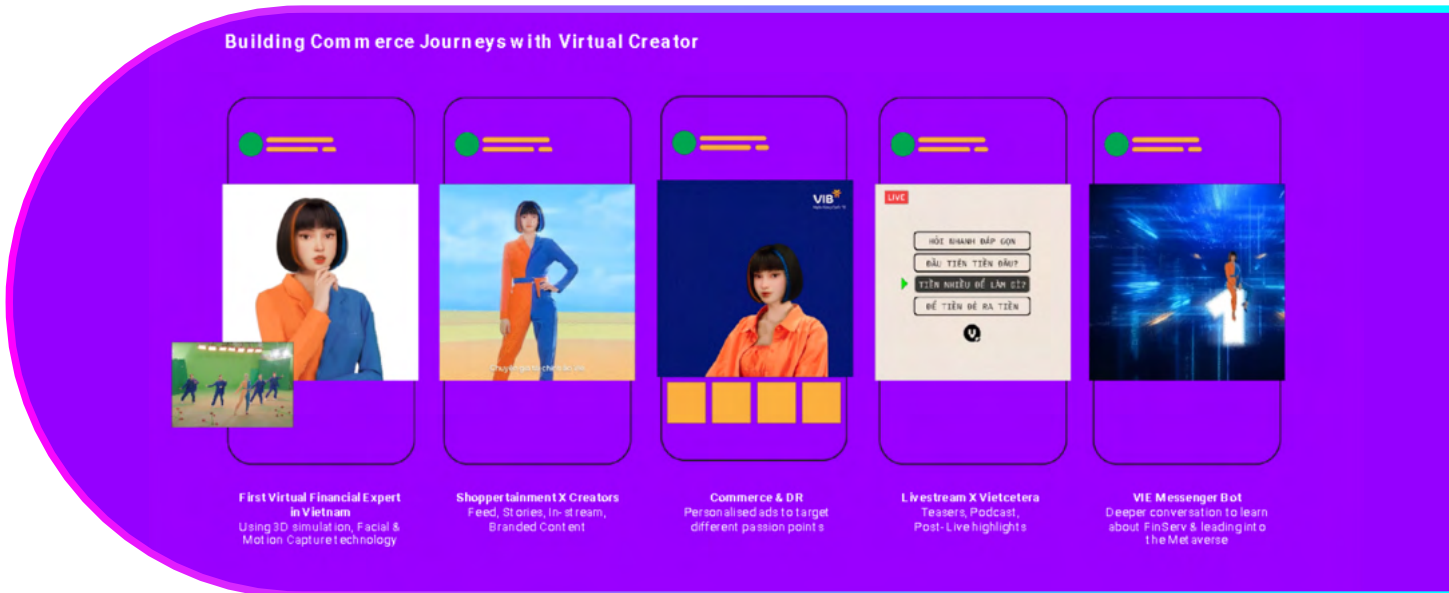 Building Commerce Journeys with Virtual Creator
VIB
LIVE
HỎI NHANH ĐÁP GỌN
ĐẦU TIÊN TIỀN ĐÂU?
TIỀN NHIỀU ĐỂ LÀM GÌ?
ĐỂ TIỀN ĐẺ RA TIỀN
1
First Virtual Financial Expert
in Vietnam
Using 3D simulation, Facial &
Motion Capture technology
Shoppertainment X Creators
Feed, Stories, In-stream,
Branded Content
Commerce & DR
Personalised ads to target
different passion points
Livestream X Vietcetera
Teasers, Podcast,
Post-Live highlights
VIE Messenger Bot
Deeper conversation to learn
about FinServ & leading into
the Metaverse